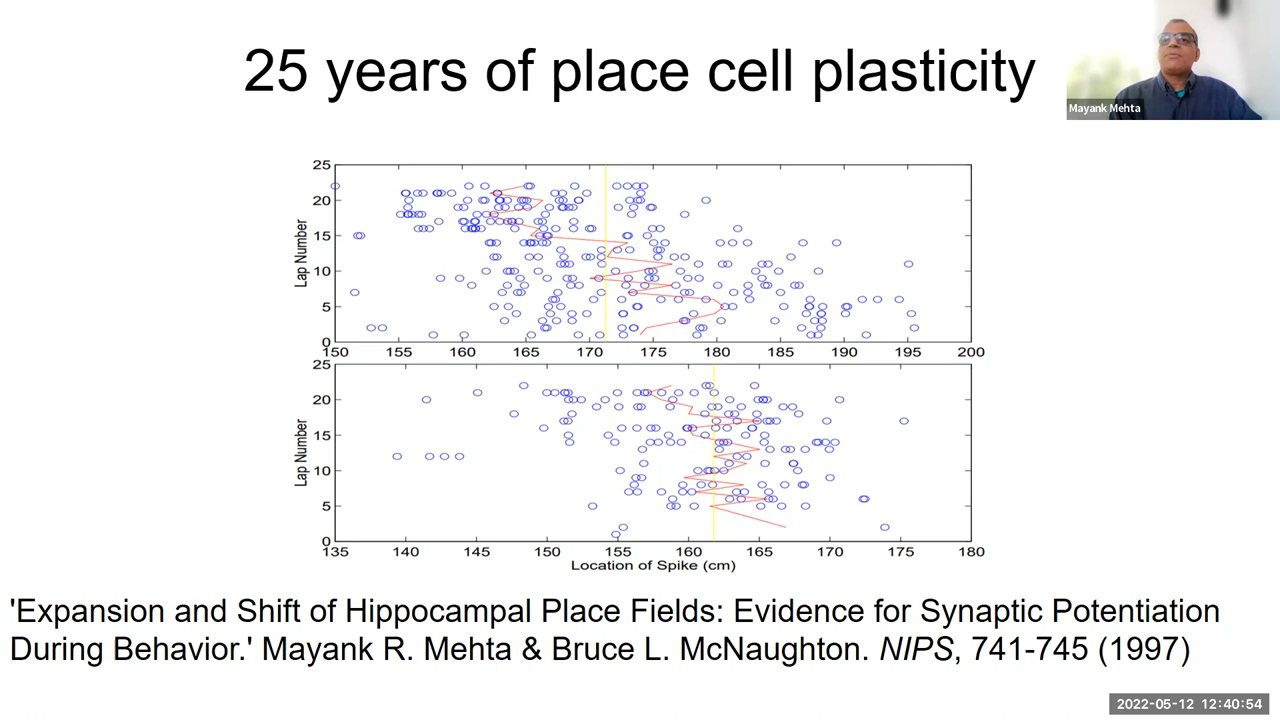 25 years of place cell plasticity
Mayank Mehta
25
20
15
10
5
0
Lap Number
150 155 160 165 170 175 180 185 190 195 200
25
20
15
10
5
0
Lap Number
135 140 145 150 155 160 165 170 175 180
Location of Spike (cm)
'Expansion and Shift of Hippocampal Place Fields: Evidence for Synaptic Potentiation
During Behavior.' Mayank R. Mehta & Bruce L. McNaughton. NIPS, 741-745 (1997)
2022-05-12 12:40:54